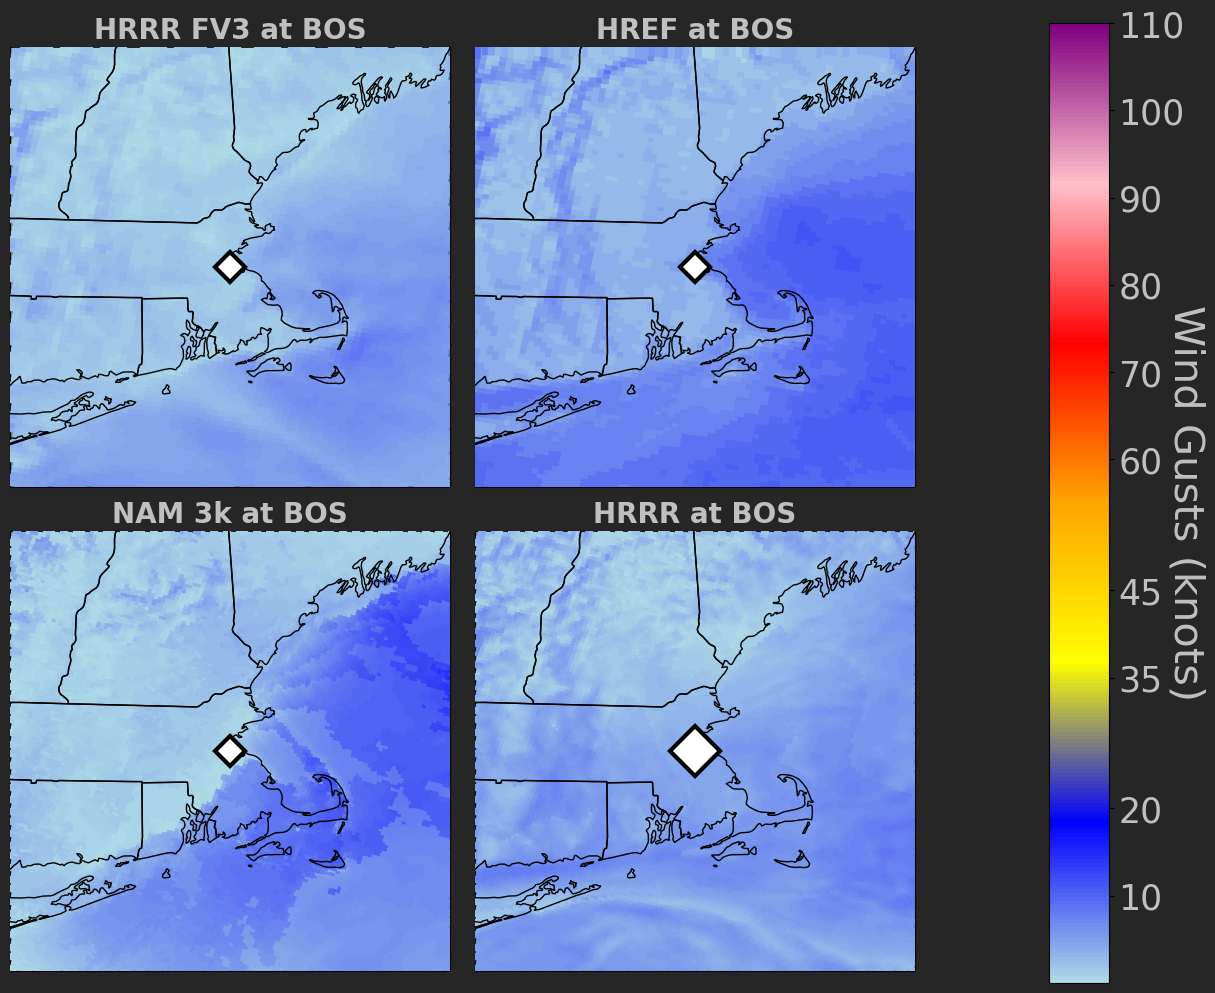 HRRR FV3 at BOS
HREF at BOS
NAM 3k at BOS
HRRR at BOS
110
100
90
80
70
60
45
35
20
10
Wind Gusts (knots)